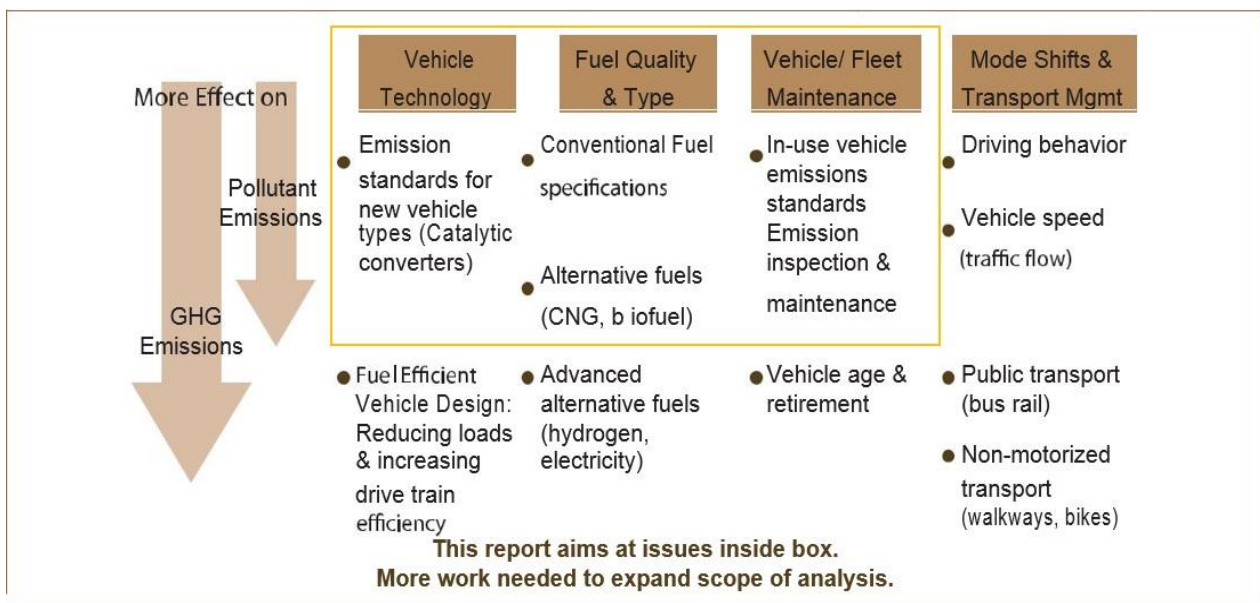 More Effect on
Pollutant
Emissions
GHG
Emissions
Vehicle
Technology
Emission
standards for
new vehicle
types (Catalytic
converters)
Fuel Efficient
Vehicle Design:
Reducing loads
& increasing
drive train
efficiency
Fuel Quality
& Type
Conventional Fuel
specifications
Alternative fuels
(CNG, b iofuel)
Advanced
alternative fuels
(hydrogen,
electricity)
Vehicle/ Fleet
Maintenance
In-use vehicle
emissions
standards
Emission
inspection &
maintenance
Vehicle age &
retirement
Mode Shifts &
Transport Mgmt
Driving behavior
Vehicle speed
(traffic flow)
Public transport
(bus rail)
Non-motorized
transport
(walkways, bikes)
This report aims at issues inside box.
More work needed to expand scope of analysis.